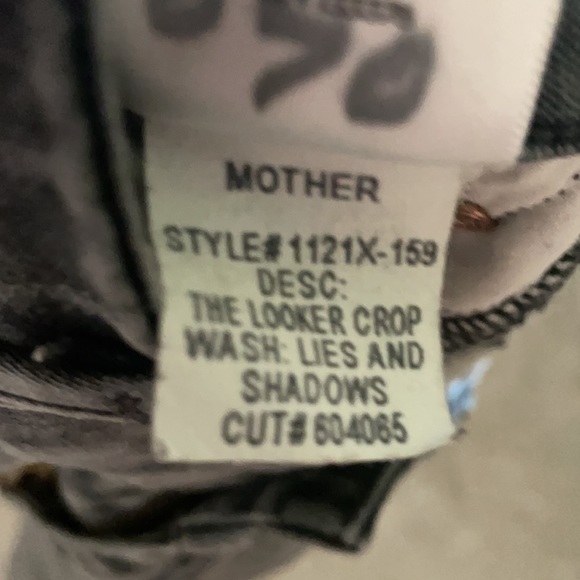 MOTHER
STYLE# 1121X-159
DESC:
THE LOOKER CROP
WASH: LIES AND
SHADOWS
CUT# 604065